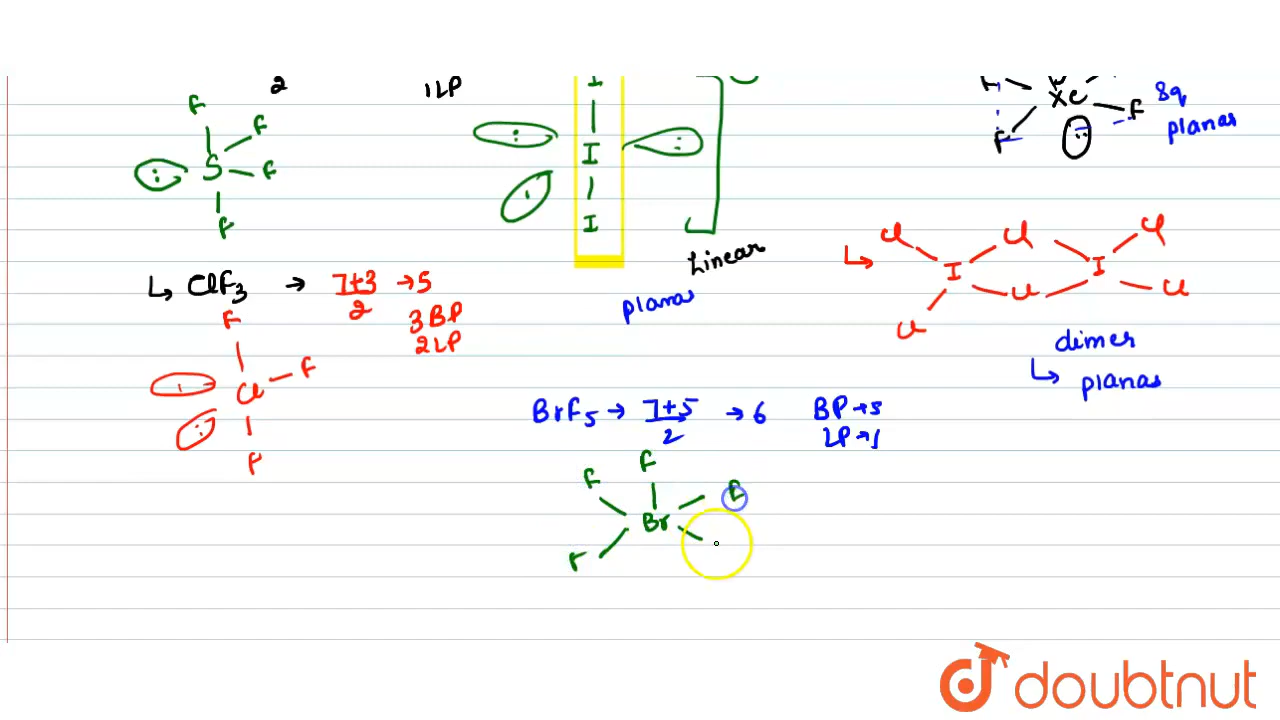 2
1LP
I
F
S
F
F
F
I
I
Linear
planar
Xe
F
F
F
Sq
planar
ClF3 → 7+3/2 → 5
3BP
2LP
F
F
Cl
F
Cl
Cl
Cl
I
I
Cl
Cl
Cl
dimer
↳ planar
BrF5 → 7+5/2 → 6
BP→5
LP→1
F
F
F
Br
F
doubtnut